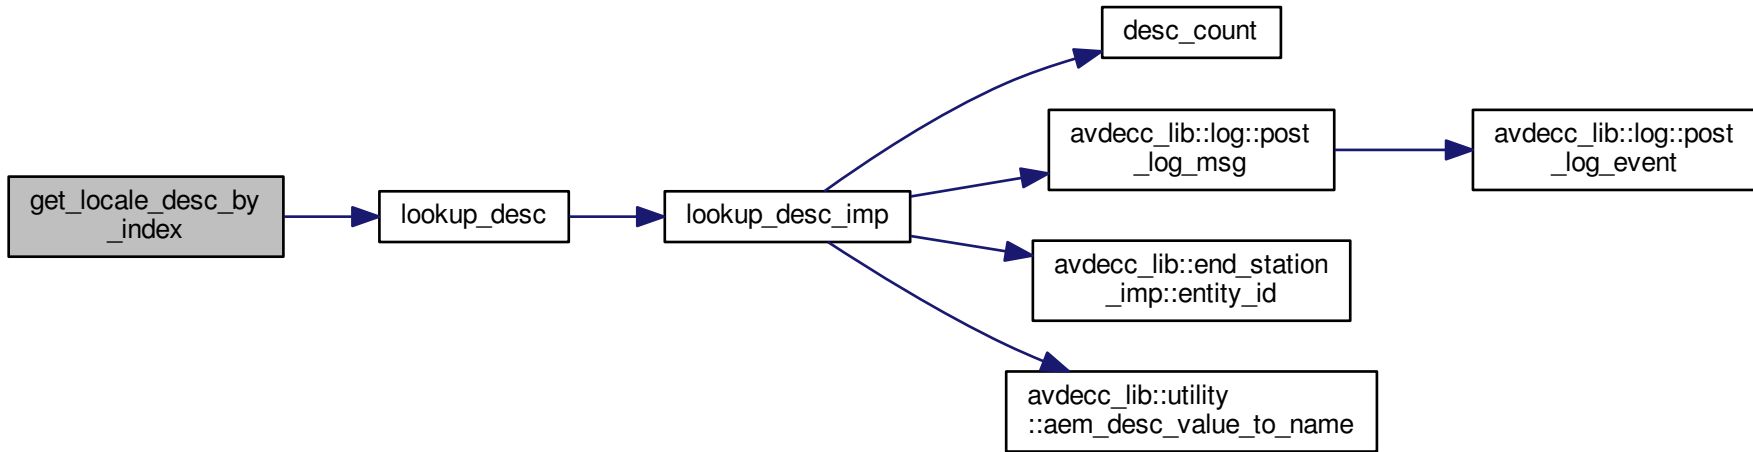 get_locale_desc_by
_index
lookup_desc
lookup_desc_imp
desc_count
avdecc_lib::log::post
_log_msg
avdecc_lib::log::post
_log_event
avdecc_lib::end_station
_imp::entity_id
avdecc_lib::utility
::aem_desc_value_to_name